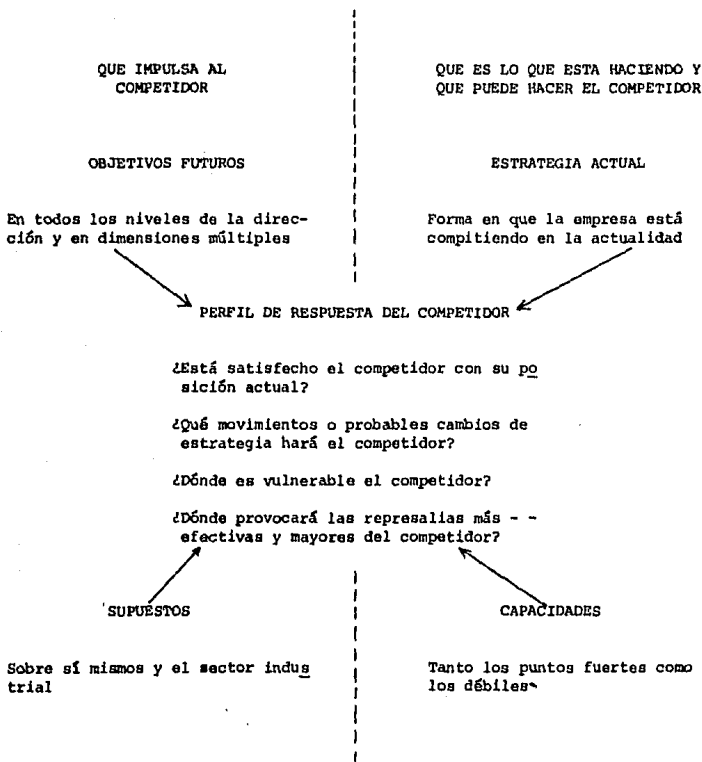 QUE IMPULSA AL
COMPETIDOR
QUE ES LO QUE ESTA HACIENDO Y
QUE PUEDE HACER EL COMPETIDOR
OBJETIVOS FUTUROS
ESTRATEGIA ACTUAL
En todos los niveles de la direc-
ción y en dimensiones múltiples
Forma en que la empresa está
compitiendo en la actualidad
PERFIL DE RESPUESTA DEL COMPETIDOR
¿Está satisfecho el competidor con su po
sición actual?
¿Qué movimientos o probables cambios de
estrategia hará el competidor?
¿Dónde es vulnerable el competidor?
¿Dónde provocará las represalias más - -
efectivas y mayores del competidor?
SUPUESTOS
CAPACIDADES
Sobre sí mismos y el sector indus
trial
Tanto los puntos fuertes como
los débiles